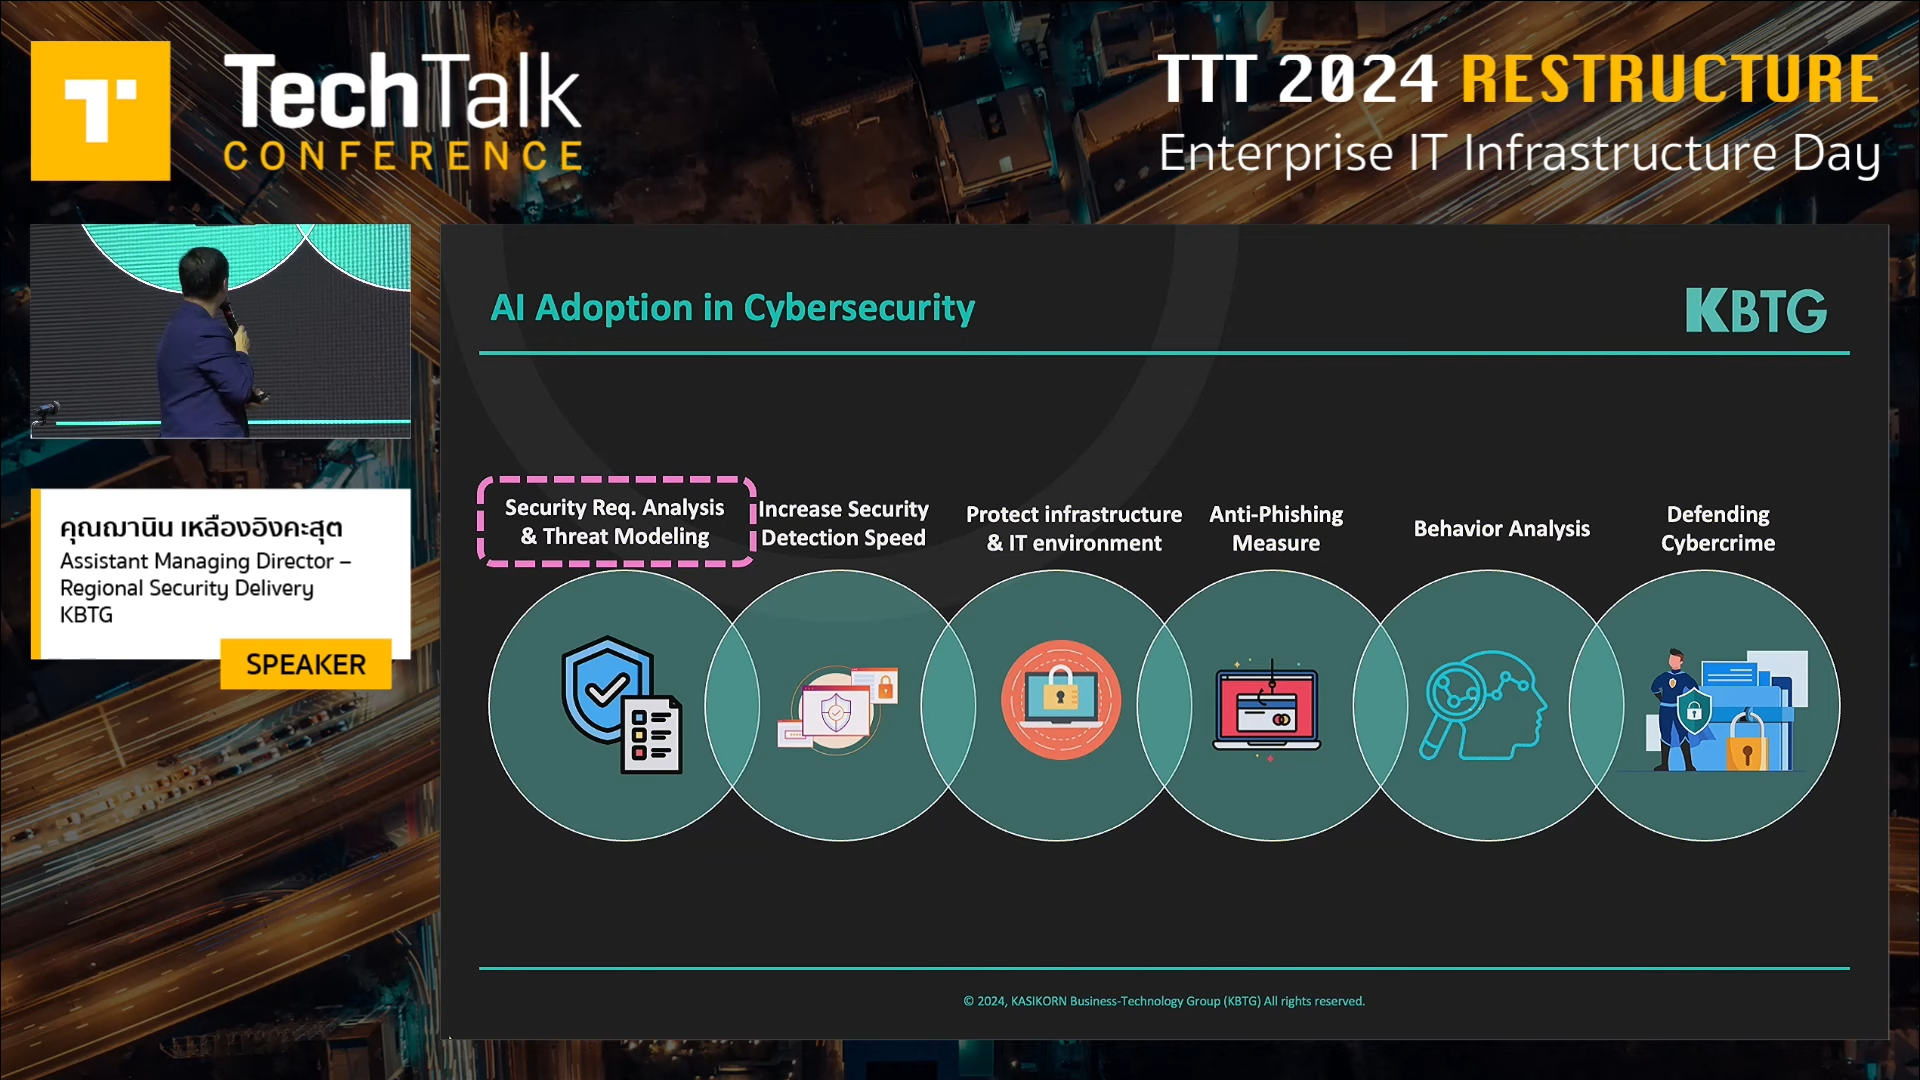 TechTalk
CONFERENCE
TTT 2024 RESTRUCTURE
Enterprise IT Infrastructure Day
คุณฌานิน เหลืองอิงคะสุต
Assistant Managing Director –
Regional Security Delivery
KBTG
SPEAKER
AI Adoption in Cybersecurity
KBTG
Security Req. Analysis
& Threat Modeling
Increase Security
Detection Speed
Protect infrastructure
& IT environment
Anti-Phishing
Measure
Behavior Analysis
Defending
Cybercrime
© 2024, KASIKORN Business-Technology Group (KBTG) All rights reserved.